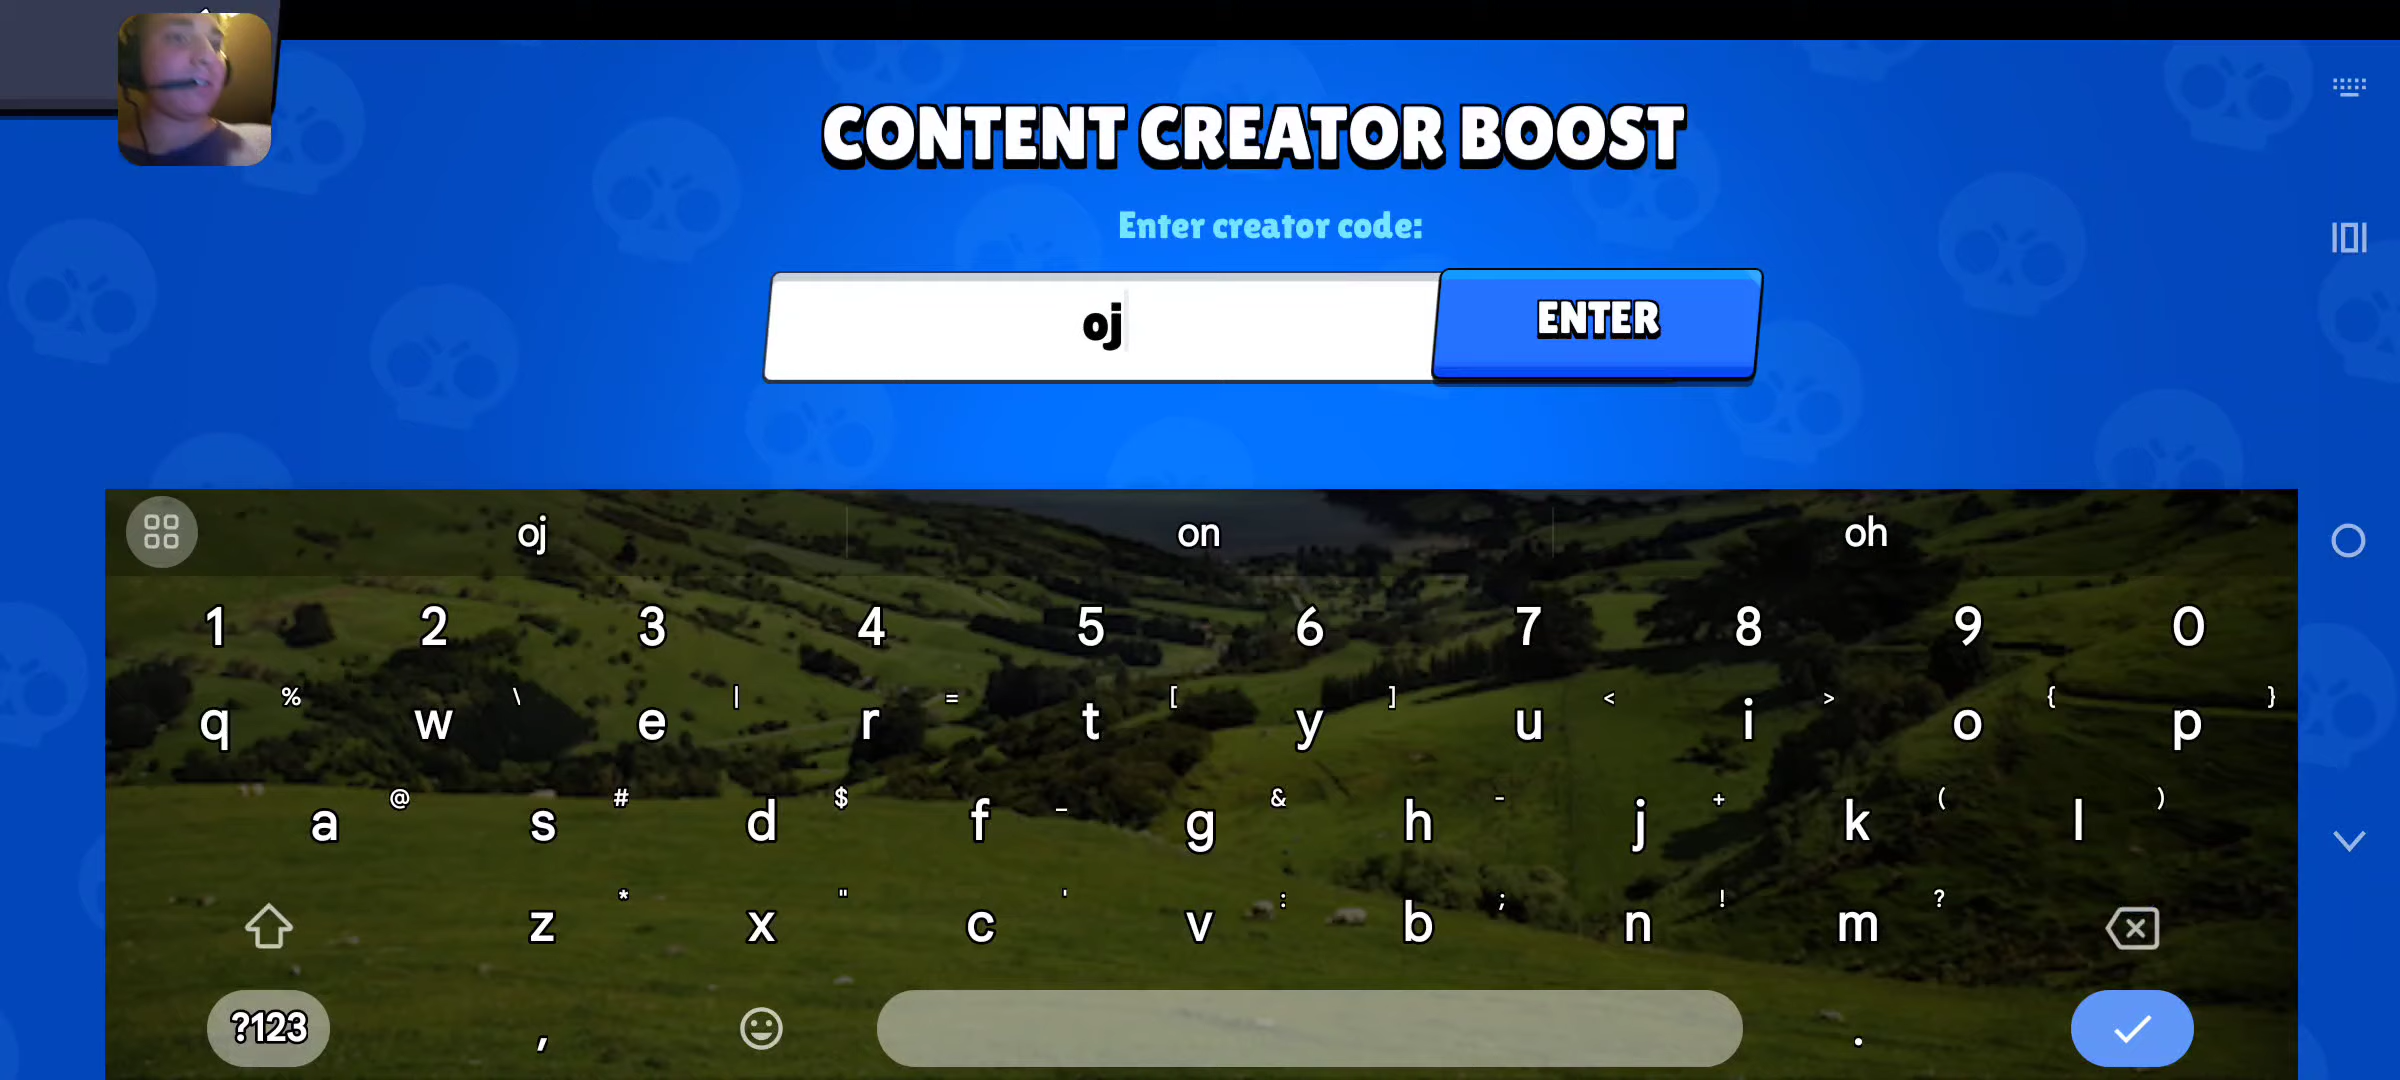 CONTENT CREATOR BOOST
Enter creator code:
oj
ENTER
oj on oh
1 2 3 4 5 6 7 8 9 0
% \ | = [ ] < > { }
q w e r t y u i o p
@ # $ _ & - + ( )
a s d f g h j k l
* " ' : ; ! ?
z x c v b n m
?123 , .